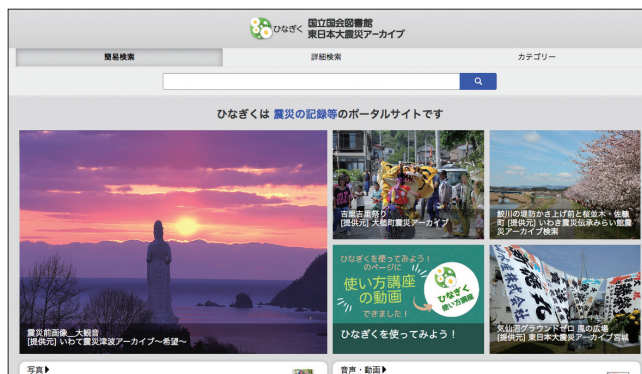 ひなぎく 国立国会図書館
東日本大震災アーカイブ
簡易検索
詳細検索
カテゴリー
ひなぎくは 震災の記録等のポータルサイトです
震災前画像__大観音
[提供元] いわて震災津波アーカイブ～希望～
吉里吉里祭り
[提供元] 大槌町震災アーカイブ
鮫川の堤防かさ上げ前と桜並木・佐糠
町 [提供元] いわき震災伝承みらい館震
災アーカイブ検索
ひなぎくを使ってみよう！
のページに
使い方講座
の動画
できました！
ひなぎく
使い方講座
ひなぎくを使ってみよう！
気仙沼グラウンドゼロ 風の広場
[提供元] 東日本大震災アーカイブ宮城
写真
音声・動画